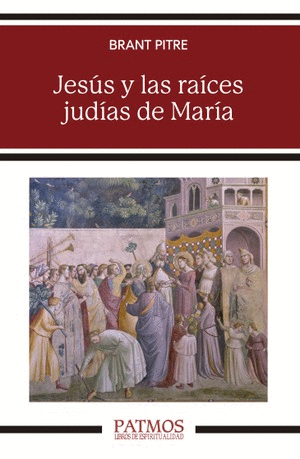 BRANT PITRE
Jesús y las raíces
judías de María
PATMOS
LIBROS DE ESPIRITUALIDAD